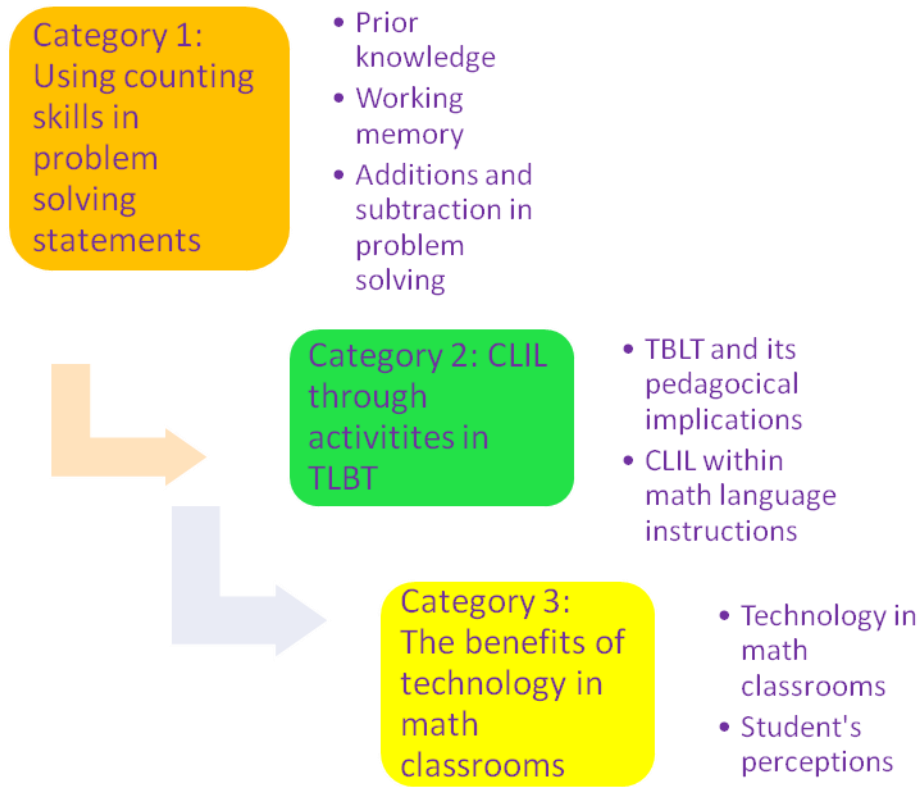 Category 1:
Using counting
skills in
problem
solving
statements
• Prior
knowledge
• Working
memory
• Additions and
subtraction in
problem
solving
Category 2: CLIL
through
activitites in
TLBT
• TBLT and its
pedagocical
implications
• CLIL within
math language
instructions
Category 3:
The benefits of
technology in
math
classrooms
• Technology in
math
classrooms
• Student's
perceptions